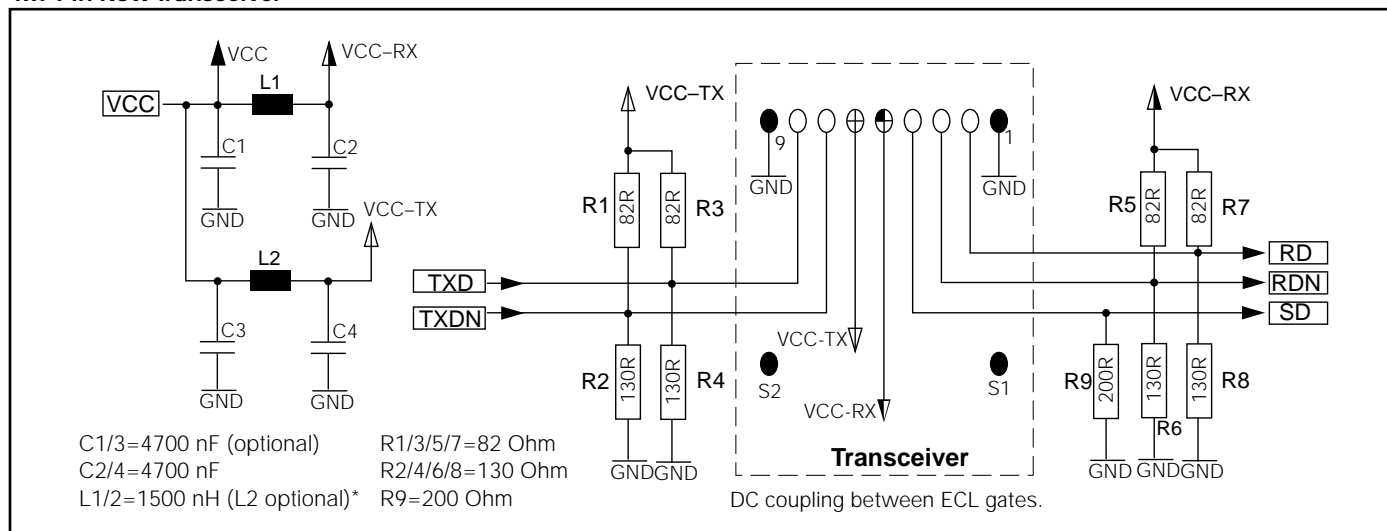 VCC
VCC–RX
L1
VCC
C1
C2
GND
GND
VCC–TX
L2
C3
C4
GND
GND
C1/3=4700 nF (optional)
C2/4=4700 nF
L1/2=1500 nH (L2 optional)*
R1/3/5/7=82 Ohm
R2/4/6/8=130 Ohm
R9=200 Ohm
VCC–TX
R1
82R
82R
R3
TXD
TXDN
R2
130R
130R
R4
GND
GND
9
1
GND
GND
VCC-TX
S2
S1
VCC-RX
Transceiver
DC coupling between ECL gates.
VCC–RX
R5
82R
82R
R7
RD
RDN
SD
R9
200R
130R
130R
R8
R6
GND
GND
GND